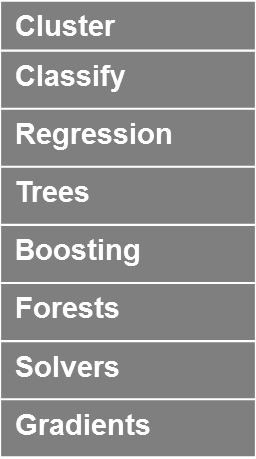 Cluster
Classify
Regression
Trees
Boosting
Forests
Solvers
Gradients